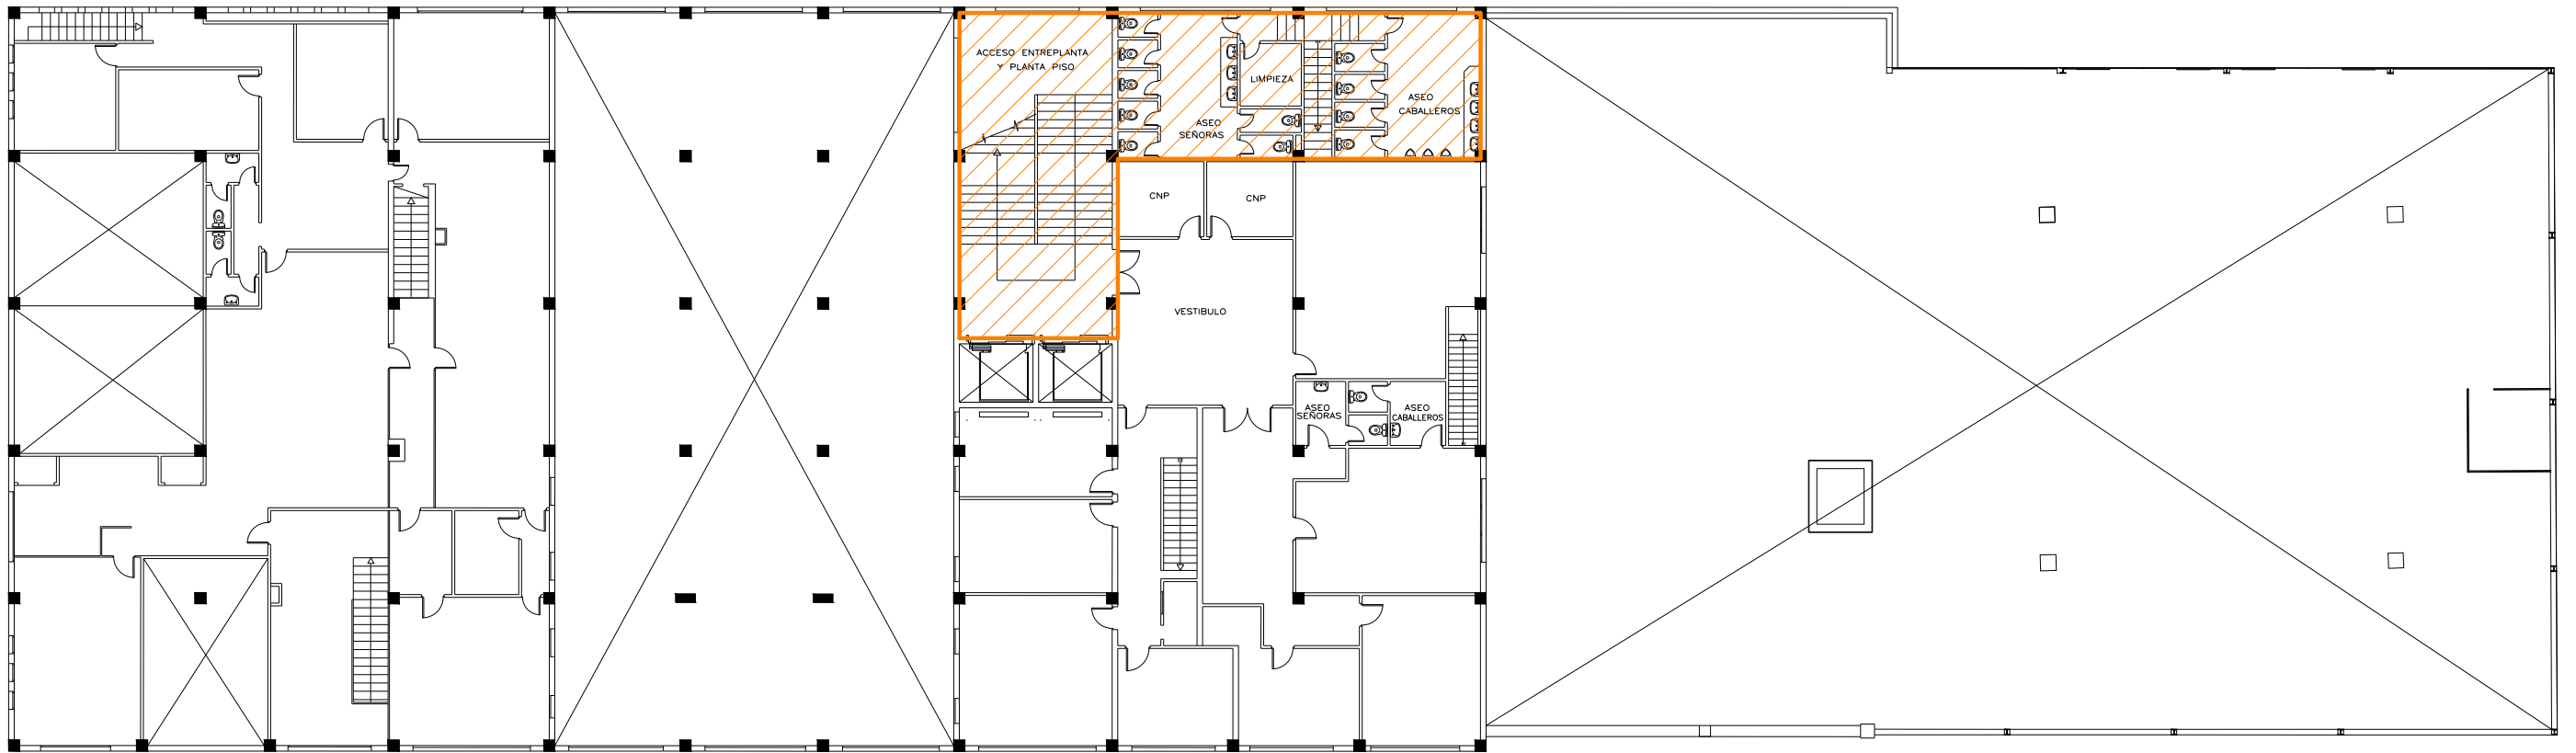 ACCESO ENTREPLANTA
Y PLANTA PISO
LIMPIEZA
ASEO
SEÑORAS
ASEO
CABALLEROS
CNP
CNP
VESTIBULO
ASEO
SEÑORAS
ASEO
CABALLEROS